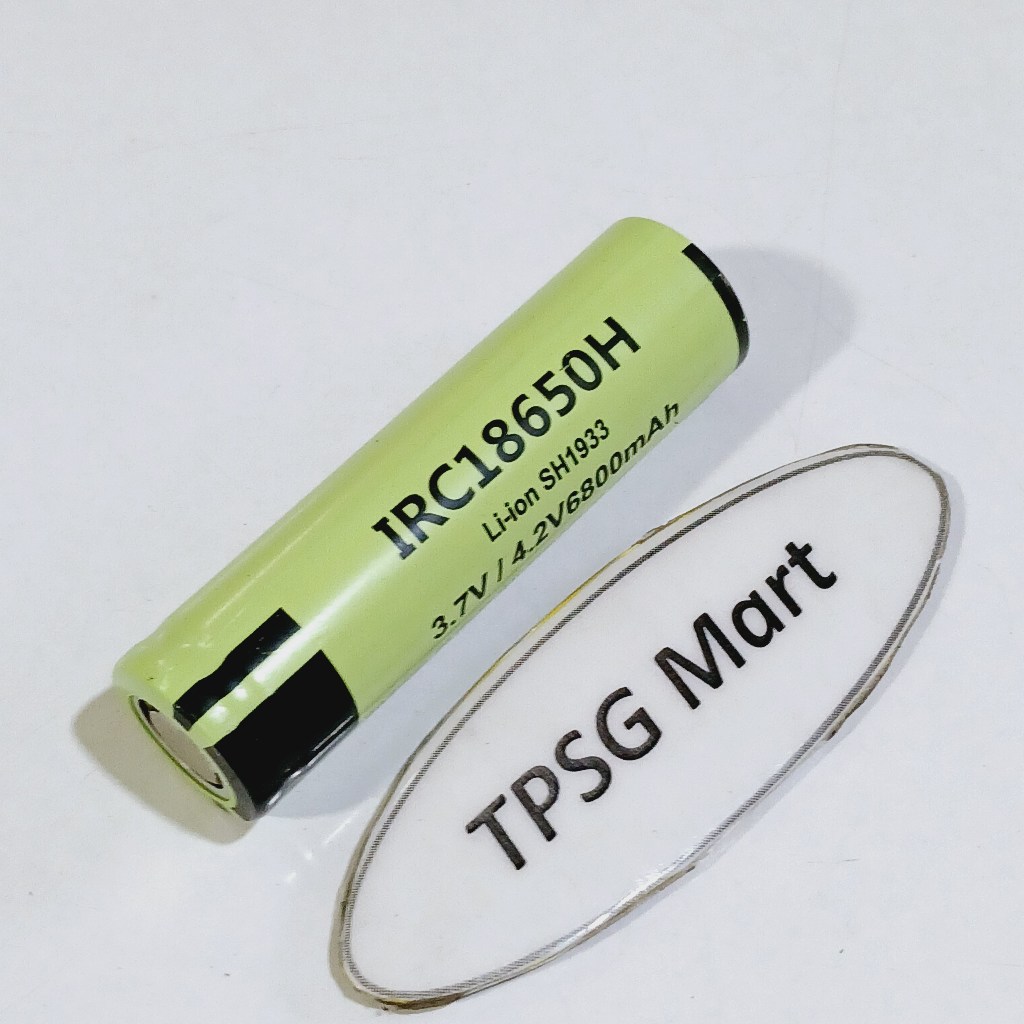 IRC18650H
Li-ion SH1933
3.7V / 4.2V6800mAh
TPSG Mart